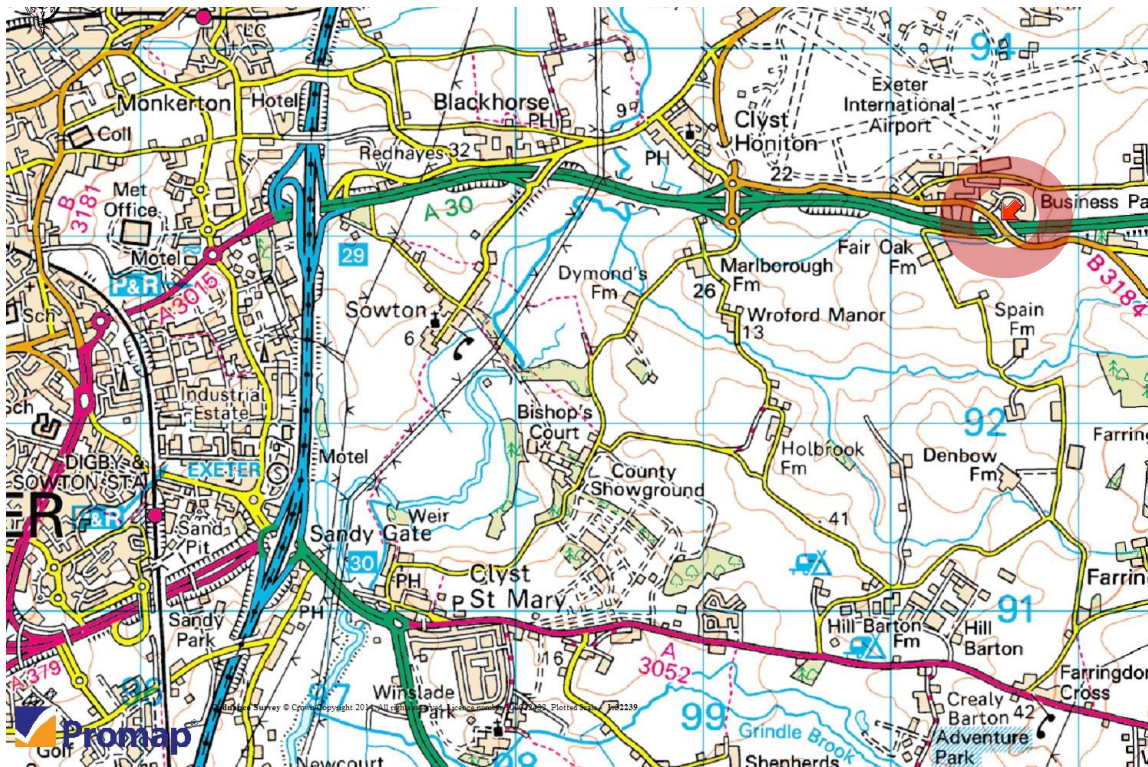 LC
94
Monkerton
Hotel
Blackhorse
PH
9
Exeter
International
Airport
Coll
Clyst
Honiton
Redhayes 32
PH
22
B
3181
Met
Office
A 30
Business Pa
Motel
29
Fair Oak
Fm
P&R
Dymond's
Fm
Marlborough
Fm
26
B 3184
A 3015
Sch
Sowton
6
Wroford Manor
13
Spain
Fm
Industrial
Estate
Bishop's
Court
92
ch
Motel
Holbrook
Fm
Denbow
Fm
Farring
DIGBY &
SOWTON STA
EXETER
S
County
Showground
ER
P&R
Sand
Pit
Weir
41
Sandy Gate
30
PH
Clyst
St Mary
P
Farrin
91
Sandy
Park
PH
Hill Barton
Fm
Hill
Barton
A 379
16
A
3052
Farringdon
Cross
Winslade
Park
97
Crealy
Barton 42
99
Promap
Grindle Brook
Adventure
Park
Golf
Newcourt
98
Shepherds